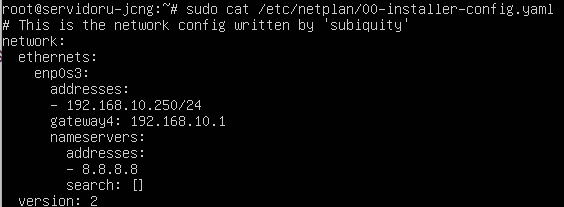 root@servidoru-jcng:~# sudo cat /etc/netplan/00-installer-config.yaml
# This is the network config written by 'subiquity'
network:
  ethernets:
    enp0s3:
      addresses:
      - 192.168.10.250/24
      gateway4: 192.168.10.1
      nameservers:
        addresses:
        - 8.8.8.8
        search: []
  version: 2